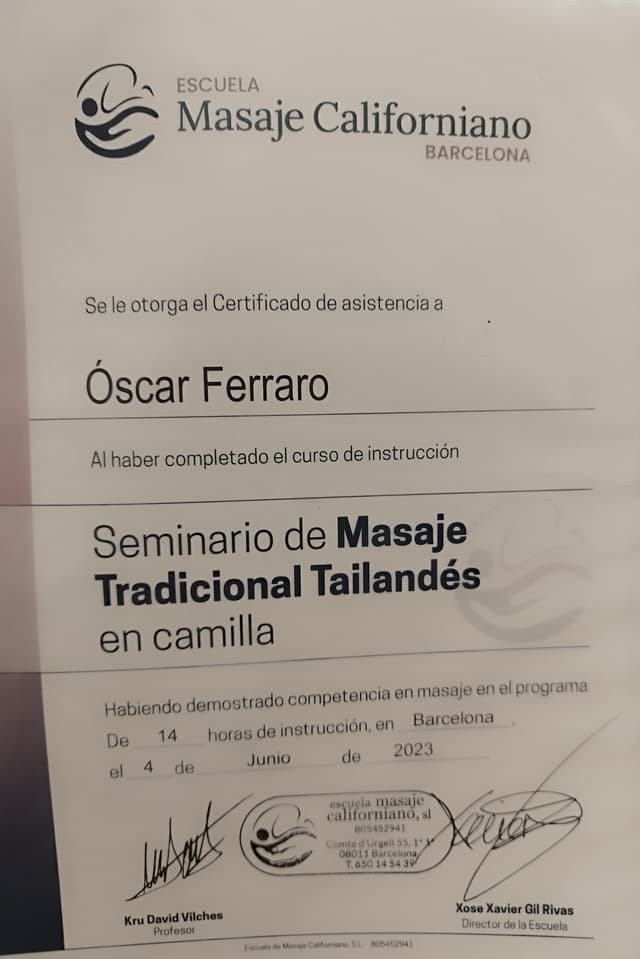 ESCUELA
Masaje Californiano
BARCELONA
Se le otorga el Certificado de asistencia a
Óscar Ferraro
Al haber completado el curso de instrucción
Seminario de Masaje
Tradicional Tailandés
en camilla
Habiendo demostrado competencia en masaje en el programa
De 14 horas de instrucción, en Barcelona .
el 4 de Junio de 2023
escuela masaje
californiano, sl
B05452941
Comte d'Urgell 55, 1º 1ª
08011 Barcelona
T. 650 14 54 39
Kru David Vilches
Profesor
Xose Xavier Gil Rivas
Director de la Escuela
Escuela de Masaje Californiano, S.L. B05452941